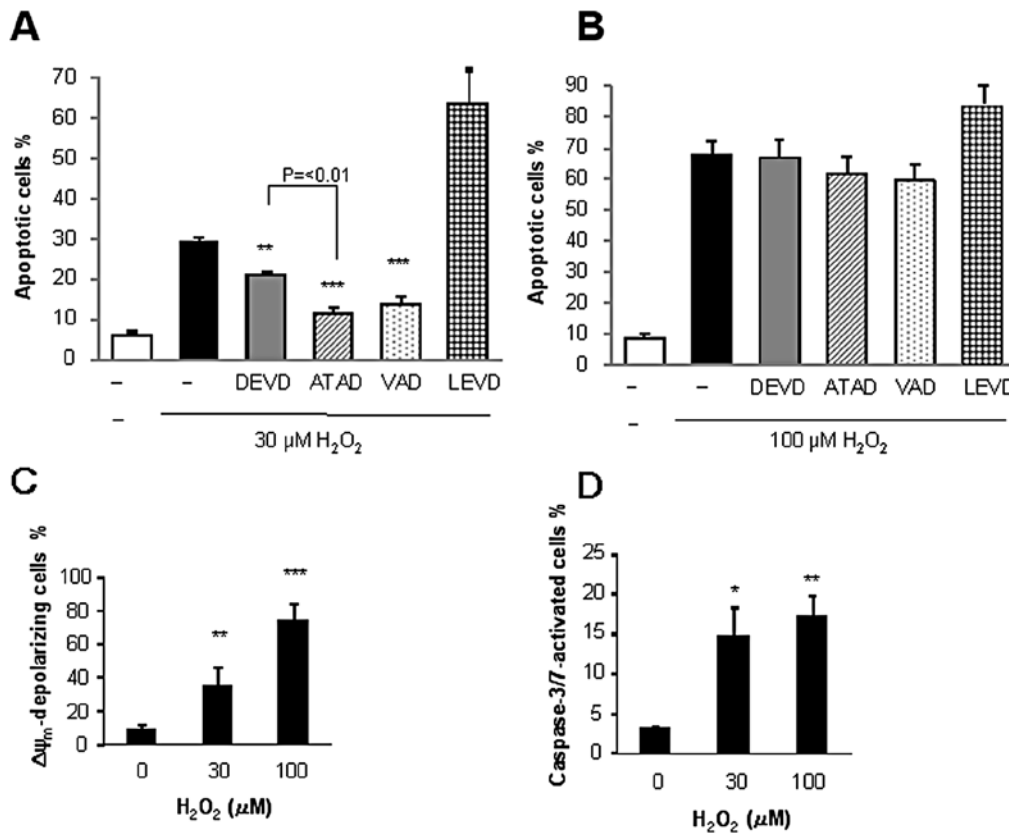 A
Apoptotic cells %
70
60
50
40
30
20
10
0
P=<0.01
**
***
***
– – DEVD ATAD VAD LEVD
–
30 µM H₂O₂
B
Apoptotic cells %
90
80
70
60
50
40
30
20
10
0
– – DEVD ATAD VAD LEVD
–
100 µM H₂O₂
C
Δψₘ-depolarizing cells %
100
80
60
40
20
0
**
***
0 30 100
H₂O₂ (µM)
D
Caspase-3/7-activated cells %
25
20
15
10
5
0
*
**
0 30 100
H₂O₂ (µM)